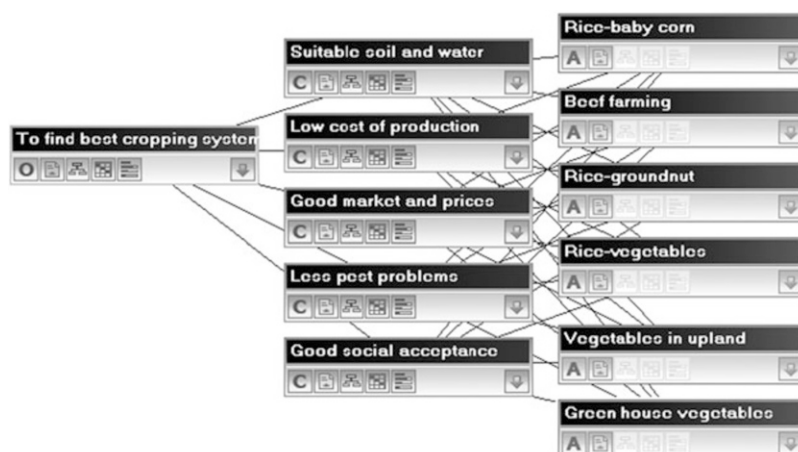 To find best cropping system
O
Suitable soil and water
C
Low cost of production
C
Good market and prices
C
Less pest problems
C
Good social acceptance
C
Rice-baby corn
A
Beef farming
A
Rice-groundnut
A
Rice-vegetables
A
Vegetables in upland
A
Green house vegetables
A